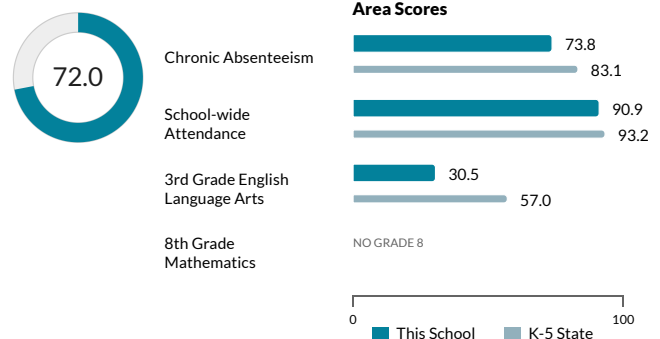 Area Scores
72.0
Chronic Absenteeism
73.8
83.1
School-wide
Attendance
90.9
93.2
3rd Grade English
Language Arts
30.5
57.0
8th Grade
Mathematics
NO GRADE 8
0
100
This School
K-5 State